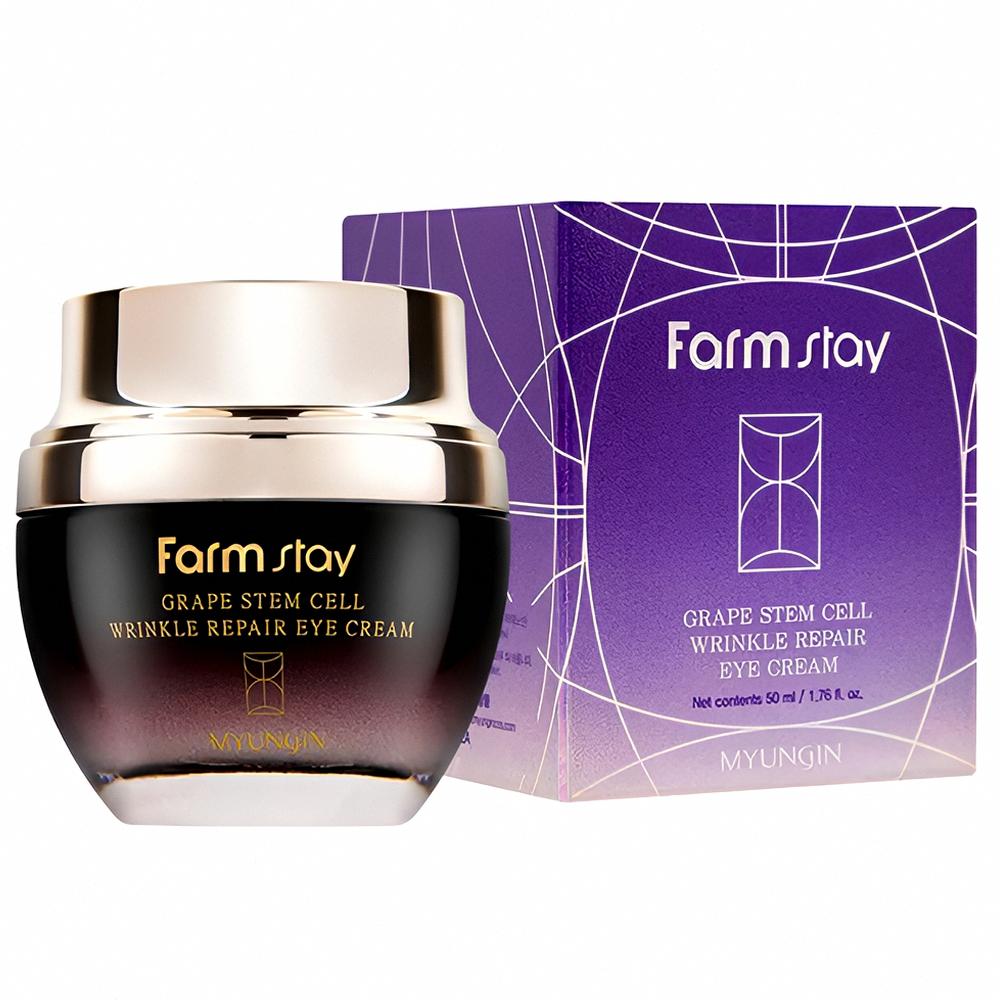 Farm stay
GRAPE STEM CELL
WRINKLE REPAIR EYE CREAM
MYUNGIN
Farm stay
GRAPE STEM CELL
WRINKLE REPAIR
EYE CREAM
Net contents 50 ml / 1.76 fl. oz.
MYUNGIN